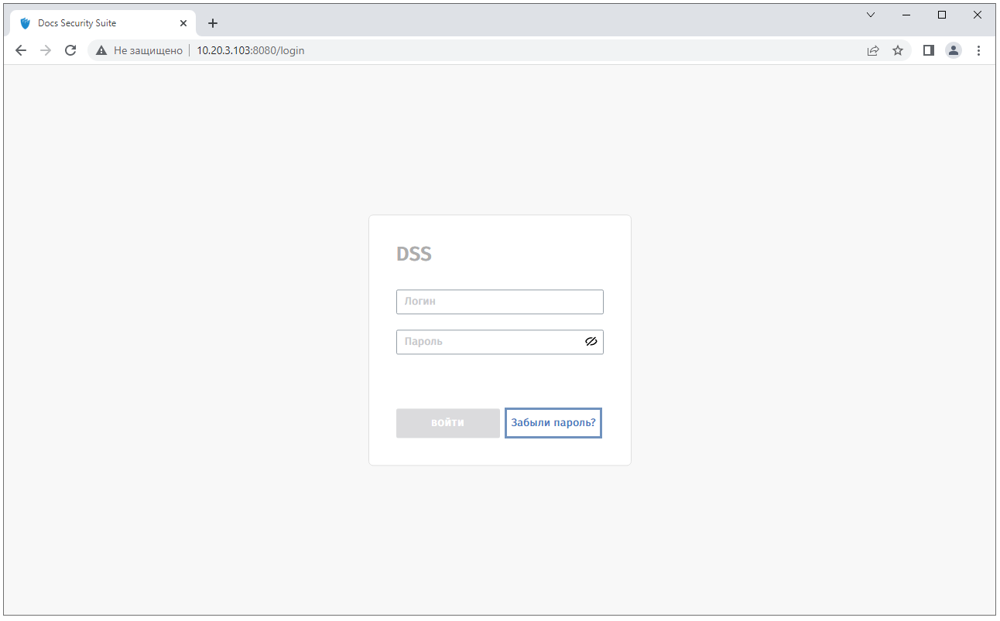 Docs Security Suite
Не защищено 10.20.3.103:8080/login
DSS
Логин
Пароль
ВОЙТИ Забыли пароль?